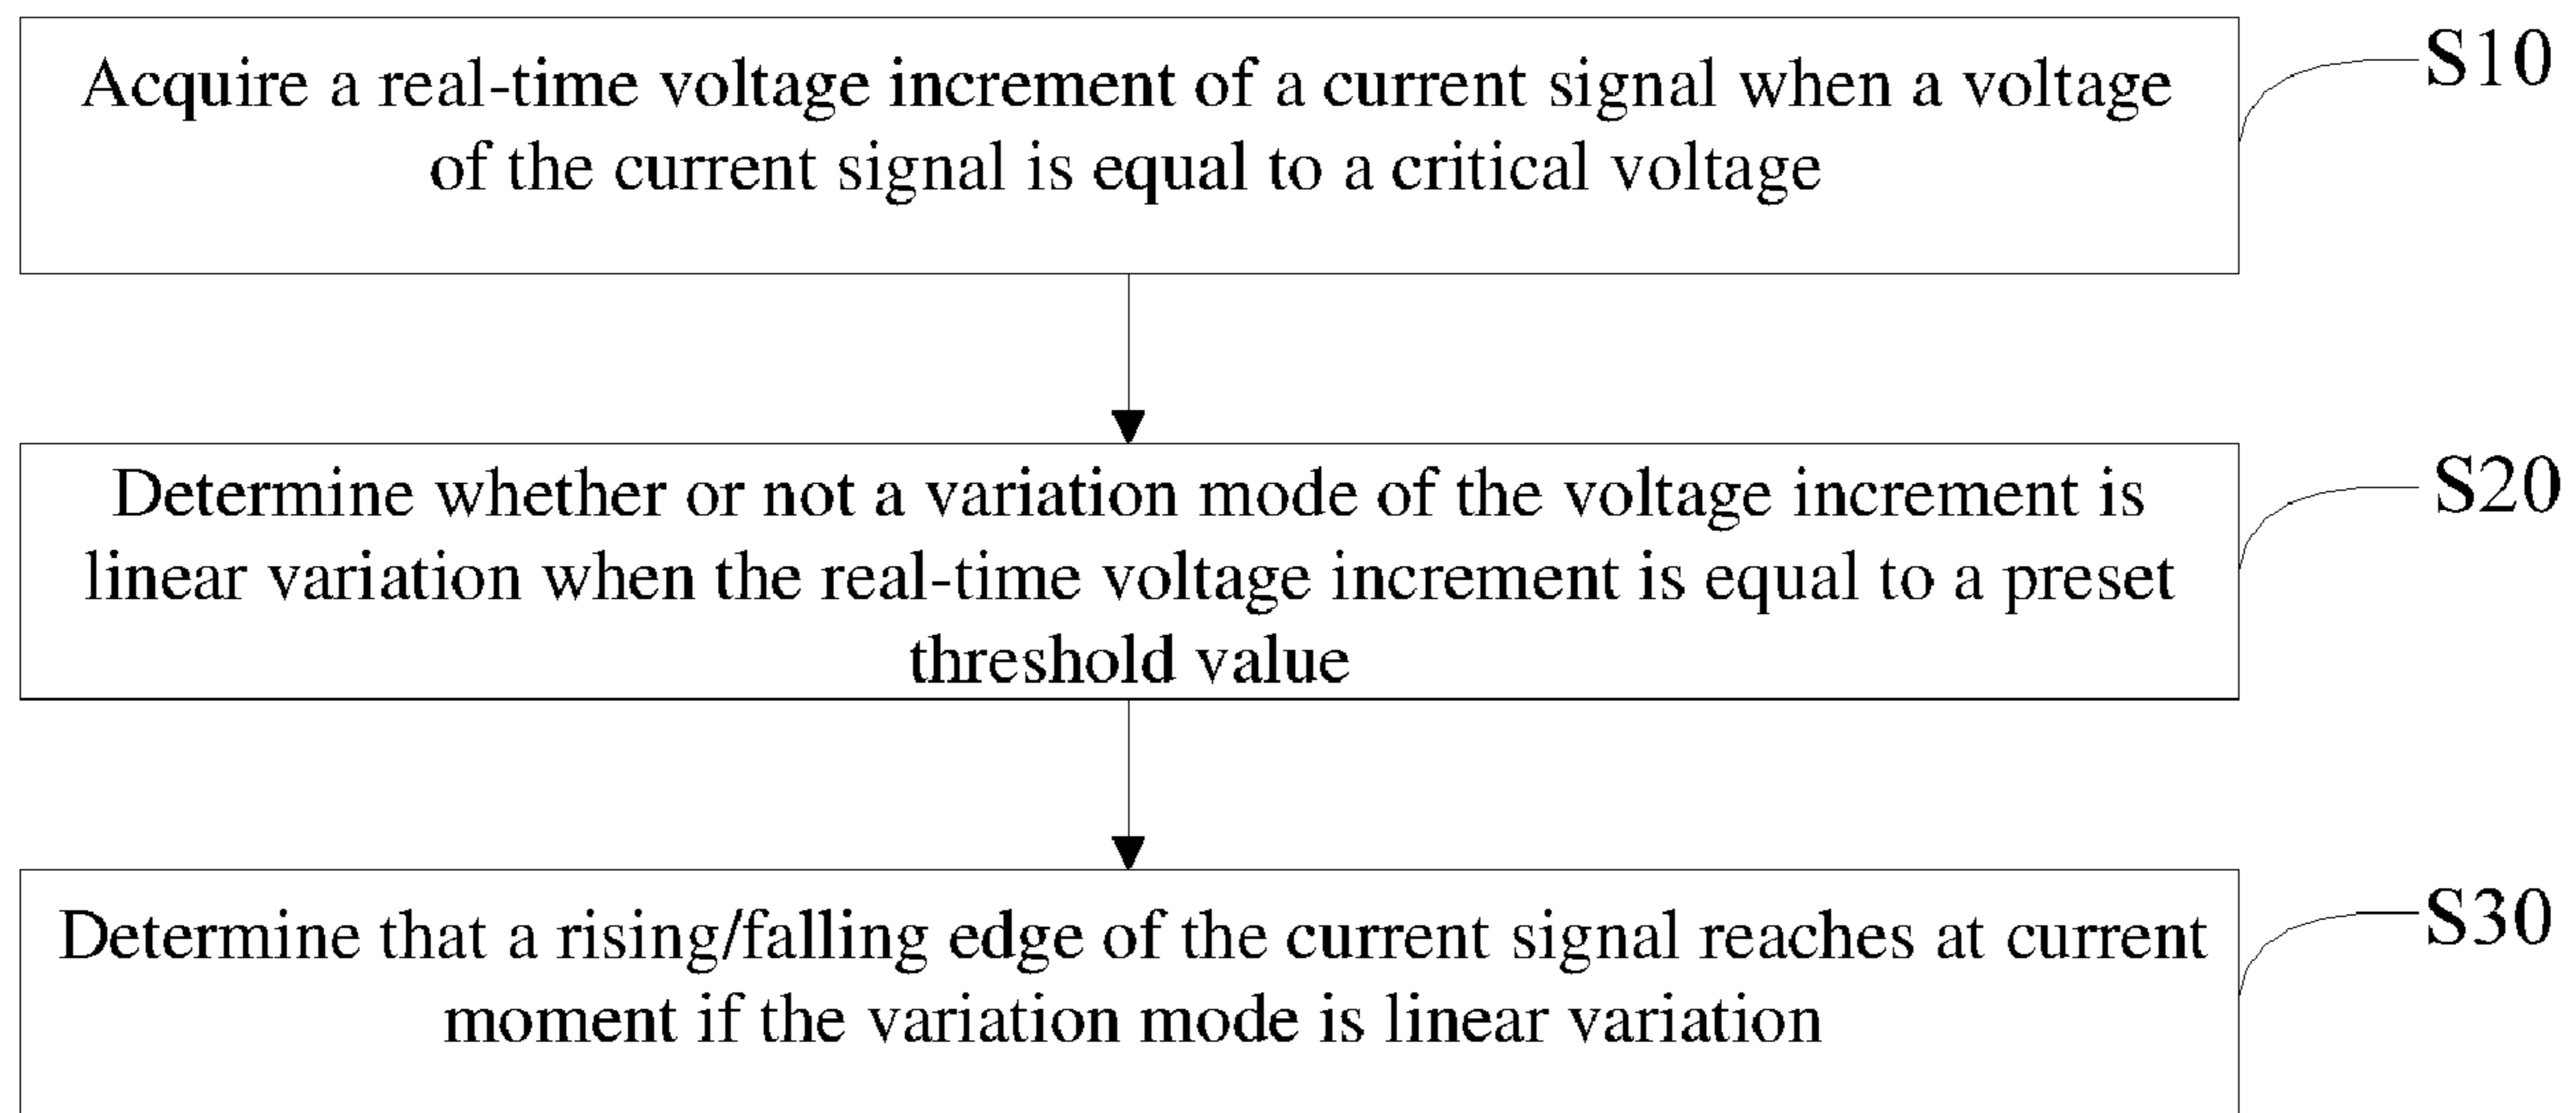 Acquire a real-time voltage increment of a current signal when a voltage
of the current signal is equal to a critical voltage
S10
Determine whether or not a variation mode of the voltage increment is
linear variation when the real-time voltage increment is equal to a preset
threshold value
S20
Determine that a rising/falling edge of the current signal reaches at current
moment if the variation mode is linear variation
S30